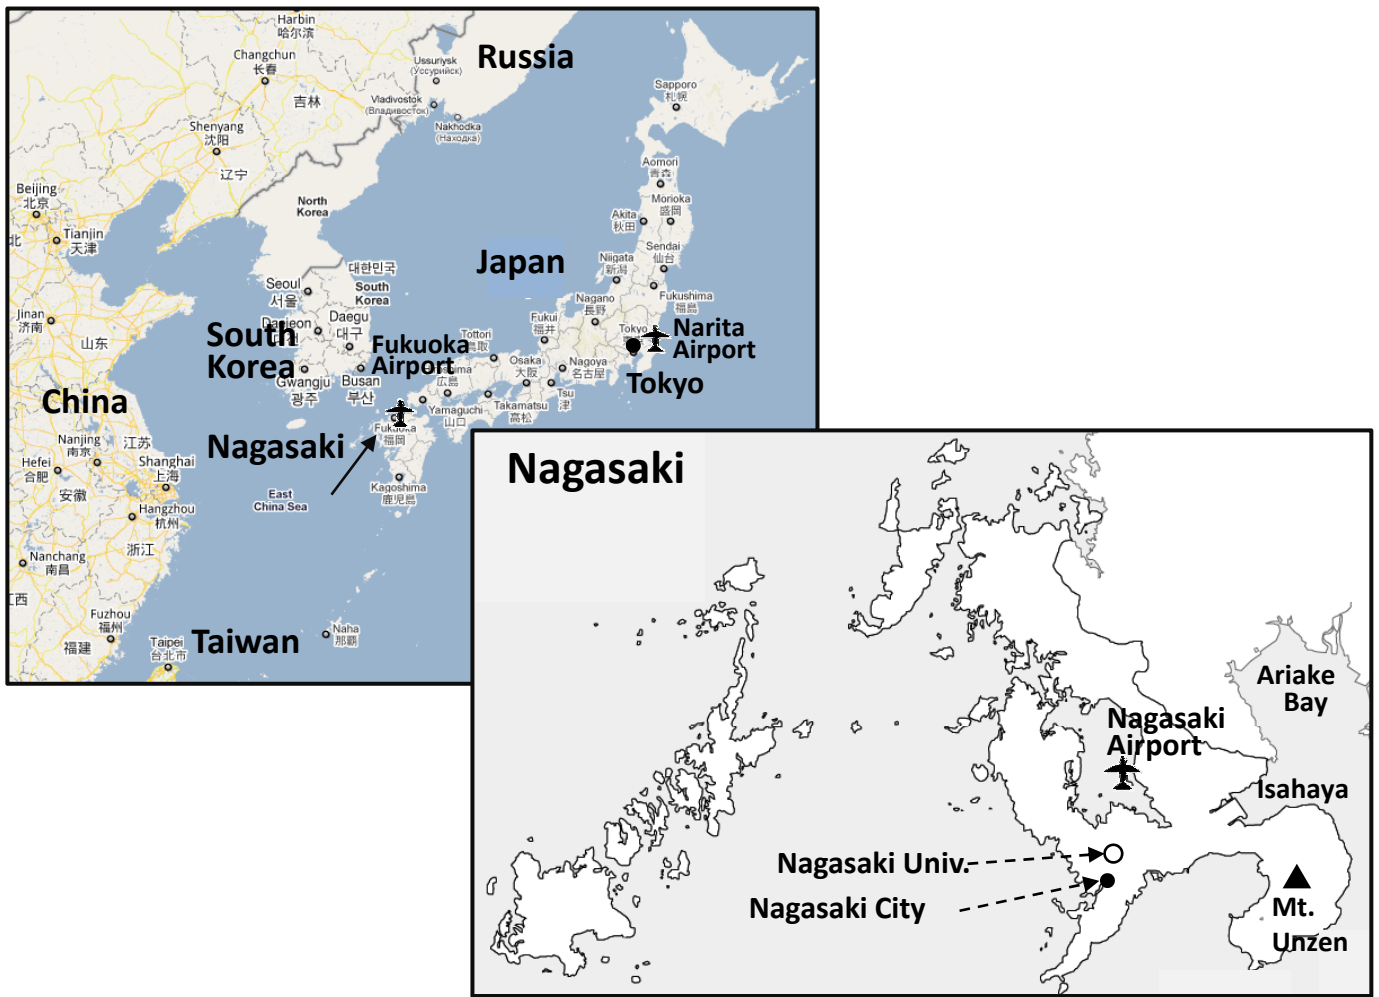 Harbin
哈尔滨
Russia
Changchun
长春
Ussuriysk
(Уссурийск)
吉林
Vladivostok
(Владивосток)
Sapporo
札幌
Nakhodka
(Находка)
Shenyang
沈阳
辽宁
Aomori
青森
Beijing
北京
North
Korea
Morioka
盛岡
Akita
秋田
Tianjin
天津
北
Sendai
仙台
Japan
Niigata
新潟
대한민국
South
Korea
Seoul
서울
Fukushima
福島
Nagano
長野
Jinan
济南
山东
Daegu
대구
South
Korea
Fukui
福井
Tokyo
Narita
Airport
Tottori
Fukuoka
Airport
Osaka
大阪
Nagoya
名古屋
Tokyo
Gwangju
광주
Busan
부산
広島
Tsu
津
Takamatsu
高松
Yamaguchi
山口
China
Fukuoka
福岡
Nagasaki
Nanjing
南京
江苏
Hefei
合肥
Shanghai
上海
安徽
Kagoshima
鹿児島
East
China Sea
Hangzhou
杭州
浙江
Nanchang
南昌
江西
Fuzhou
福州
福建
Taipei
台北市
Taiwan
Naha
那覇
Nagasaki
Ariake
Bay
Nagasaki
Airport
Isahaya
Nagasaki Univ.
Nagasaki City
Mt.
Unzen